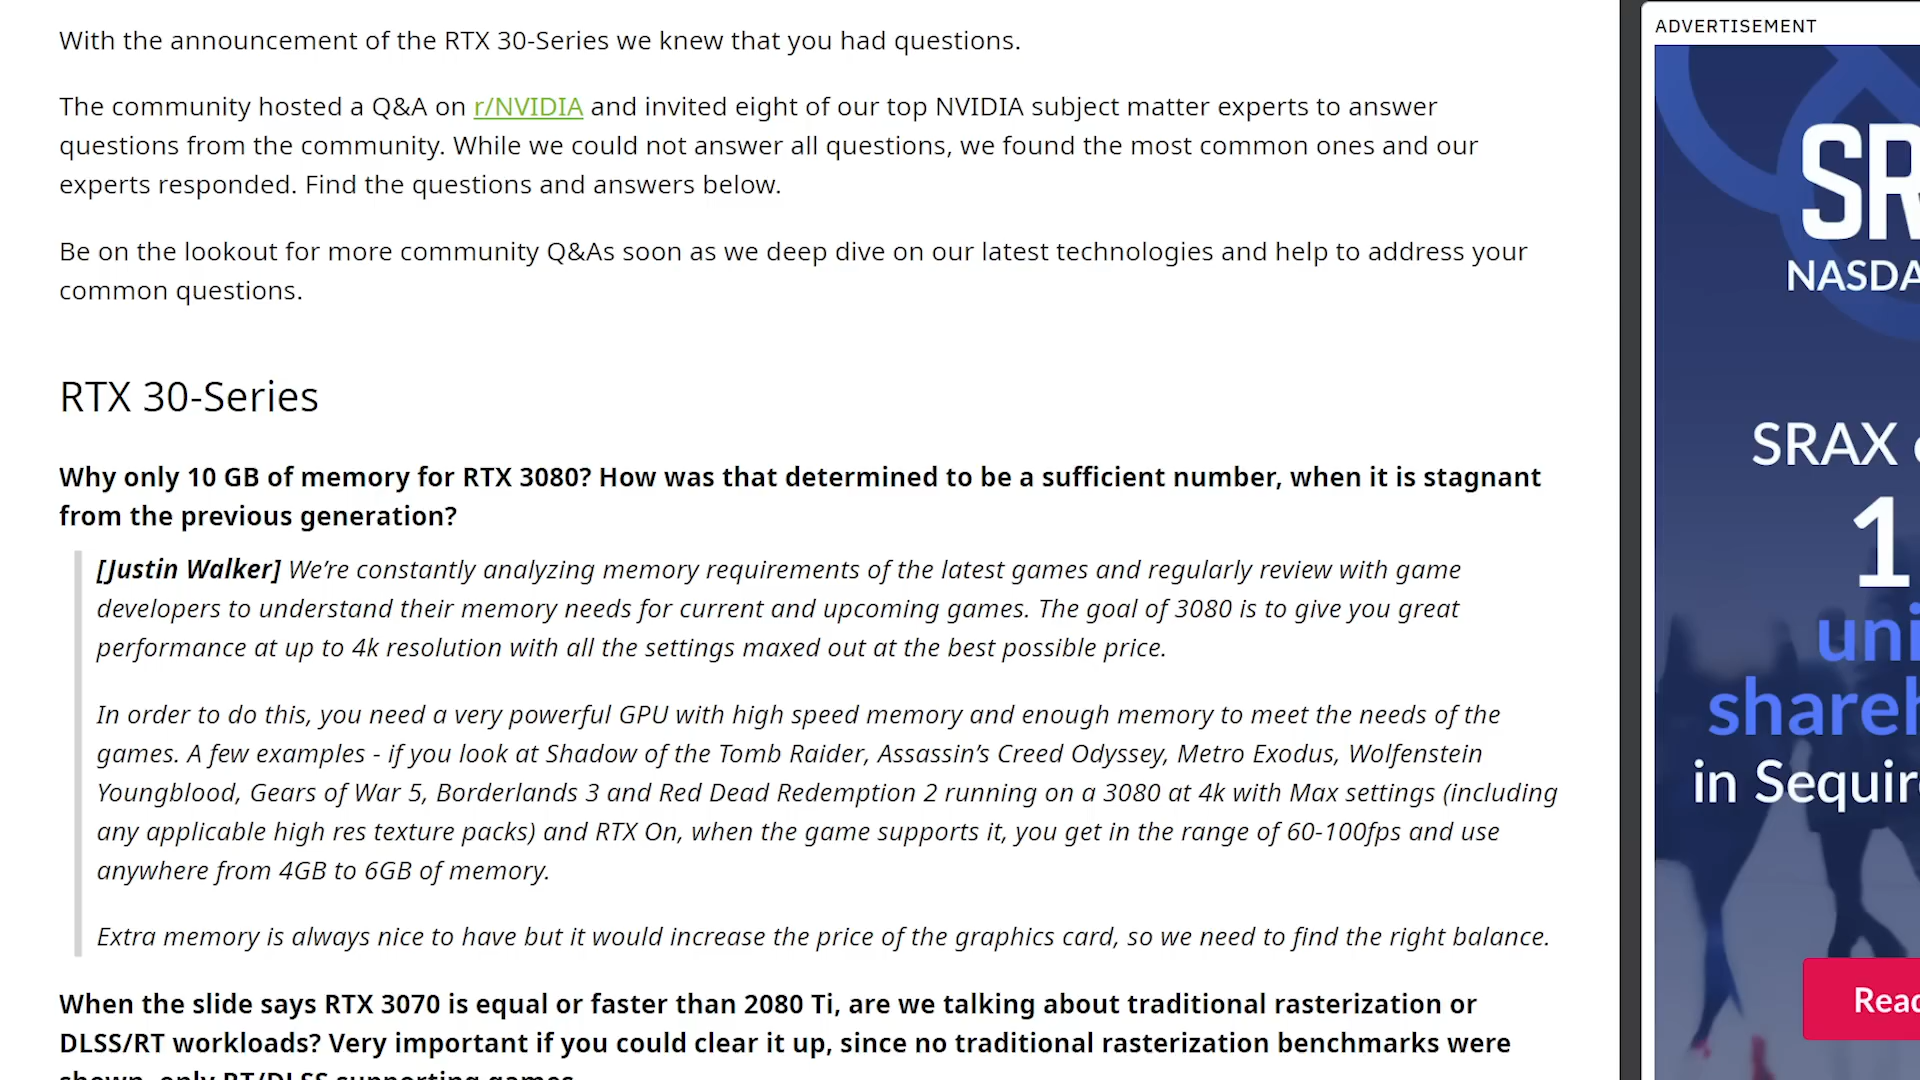 With the announcement of the RTX 30-Series we knew that you had questions.
The community hosted a Q&A on r/NVIDIA and invited eight of our top NVIDIA subject matter experts to answer
questions from the community. While we could not answer all questions, we found the most common ones and our
experts responded. Find the questions and answers below.
Be on the lookout for more community Q&As soon as we deep dive on our latest technologies and help to address your
common questions.
RTX 30-Series
Why only 10 GB of memory for RTX 3080? How was that determined to be a sufficient number, when it is stagnant
from the previous generation?
[Justin Walker] We’re constantly analyzing memory requirements of the latest games and regularly review with game
developers to understand their memory needs for current and upcoming games. The goal of 3080 is to give you great
performance at up to 4k resolution with all the settings maxed out at the best possible price.
In order to do this, you need a very powerful GPU with high speed memory and enough memory to meet the needs of the
games. A few examples - if you look at Shadow of the Tomb Raider, Assassin’s Creed Odyssey, Metro Exodus, Wolfenstein
Youngblood, Gears of War 5, Borderlands 3 and Red Dead Redemption 2 running on a 3080 at 4k with Max settings (including
any applicable high res texture packs) and RTX On, when the game supports it, you get in the range of 60-100fps and use
anywhere from 4GB to 6GB of memory.
Extra memory is always nice to have but it would increase the price of the graphics card, so we need to find the right balance.
When the slide says RTX 3070 is equal or faster than 2080 Ti, are we talking about traditional rasterization or
DLSS/RT workloads? Very important if you could clear it up, since no traditional rasterization benchmarks were
shown, only RT/DLSS supporting games
ADVERTISEMENT
SR
NASDA
SRAX
1
uni
shareh
in Sequir
Read